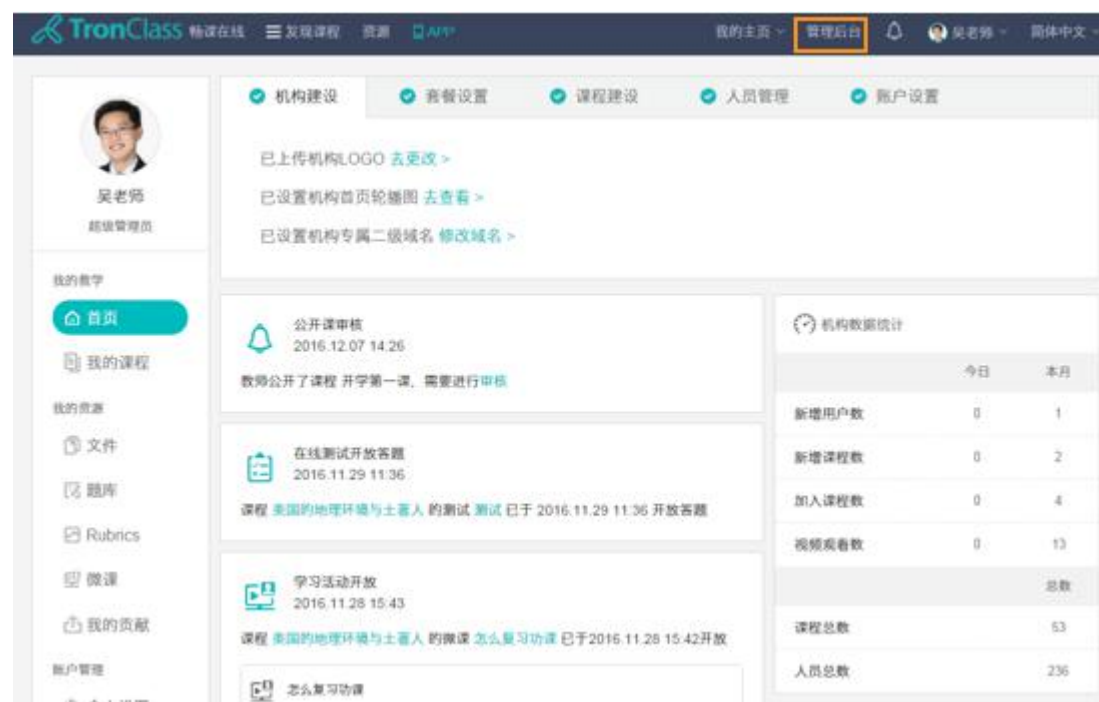 TronClass 畅课在线 发现课程 资源 APP 我的主页 管理后台 吴老师 简体中文
机构建设 套餐设置 课程建设 人员管理 账户设置
已上传机构LOGO 去更改 >
已设置机构首页轮播图 去查看 >
已设置机构专属二级域名 修改域名 >
吴老师
超级管理员
我的教学
首页
我的课程
我的资源
文件
题库
Rubrics
微课
我的贡献
账户管理
公开课审核
2016.12.07 14:26
教师公开了课程 开学第一课, 需要进行审核
在线测试开放答题
2016.11.29 11:36
课程 美国的地理环境与土著人 的测试 测试 已于 2016.11.29 11:36 开放答题
学习活动开放
2016.11.28 15:43
课程 美国的地理环境与土著人 的微课 怎么复习功课 已于2016.11.28 15:42开放
怎么复习功课
机构数据统计
今日 本月
新增用户数 0 1
新增课程数 0 2
加入课程数 0 4
视频观看数 0 13
总数
课程总数 53
人员总数 236